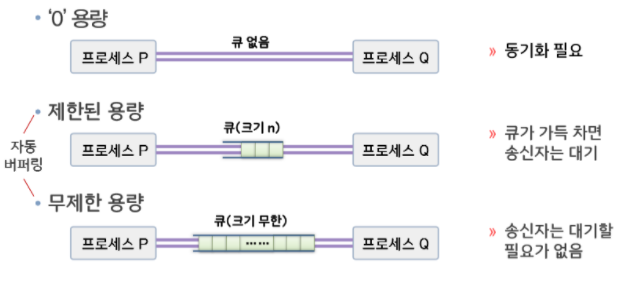 • '0' 용량
큐 없음
프로세스 P
프로세스 Q
» 동기화 필요
• 제한된 용량
큐(크기 n)
프로세스 P
프로세스 Q
» 큐가 가득 차면
송신자는 대기
자동
버퍼링
• 무제한 용량
큐(크기 무한)
프로세스 P
······
프로세스 Q
» 송신자는 대기할
필요가 없음